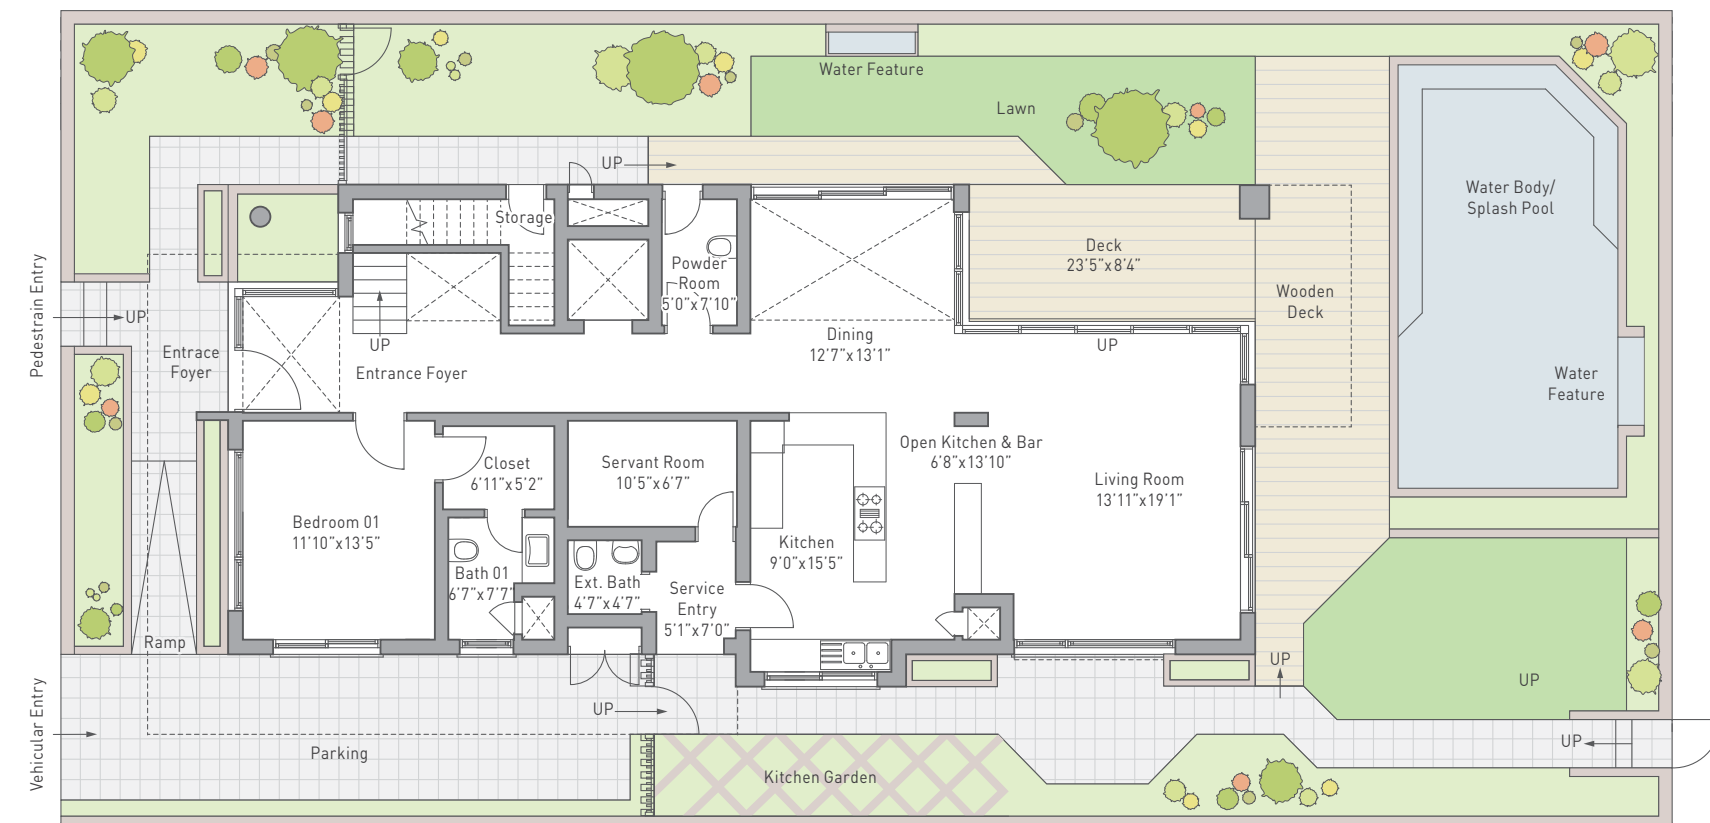 Water Feature
Lawn
UP
Water Body/
Splash Pool
Storage
Deck
23'5"x8'4"
Powder
Room
5'0"x7'10"
Wooden
Deck
Pedestrain Entry
UP
Dining
12'7"x13'1"
UP
UP
Entrace
Foyer
Entrance Foyer
Water
Feature
Open Kitchen & Bar
6'8"x13'10"
Closet
6'11"x5'2"
Servant Room
10'5"x6'7"
Living Room
13'11"x19'1"
Bedroom 01
11'10"x13'5"
Kitchen
9'0"x15'5"
Bath 01
6'7"x7'7"
Ext. Bath
4'7"x4'7"
Service
Entry
5'1"x7'0"
Ramp
UP
UP
Vehicular Entry
UP
UP
Parking
Kitchen Garden